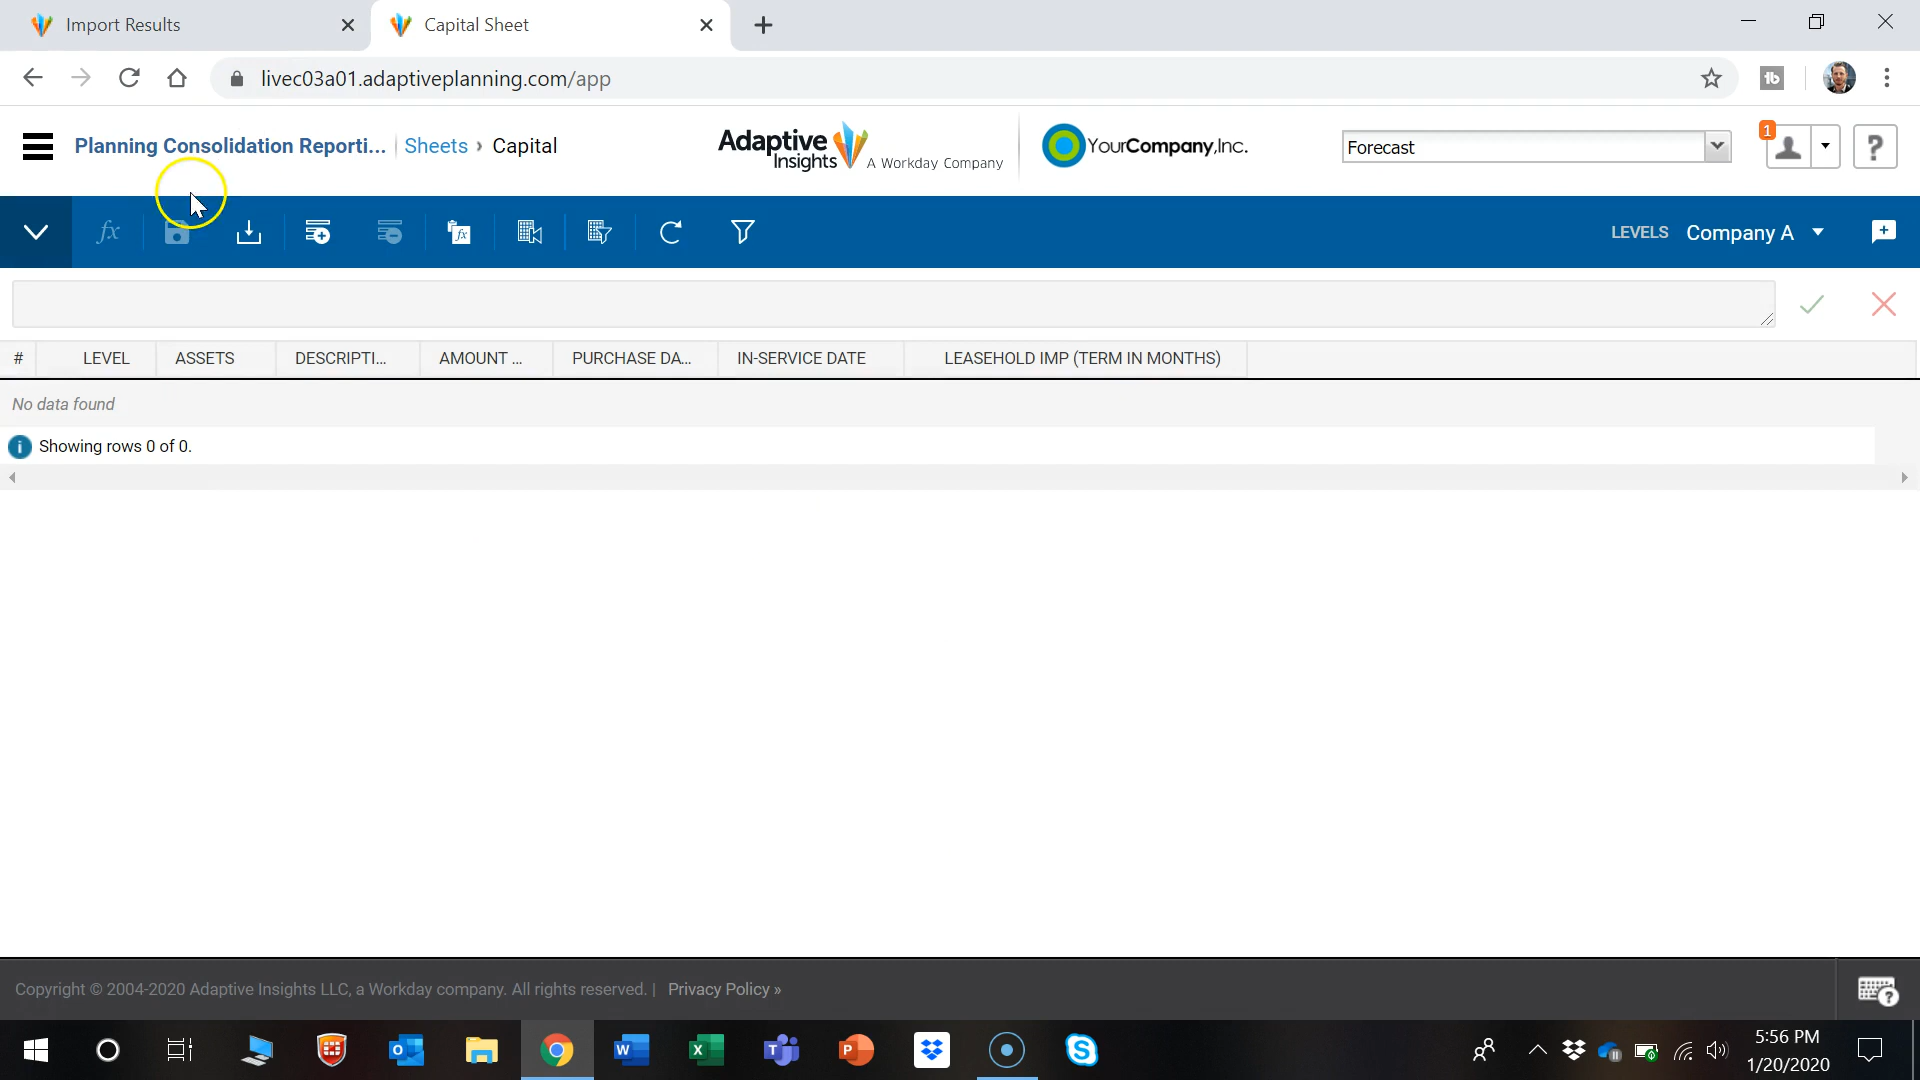 Import Results
Capital Sheet
livec03a01.adaptiveplanning.com/app
Planning Consolidation Reporti... Sheets › Capital
Adaptive Insights A Workday Company
YourCompany,Inc.
Forecast
1
?
fx
fx
LEVELS Company A
# LEVEL ASSETS DESCRIPTI... AMOUNT ... PURCHASE DA... IN-SERVICE DATE LEASEHOLD IMP (TERM IN MONTHS)
No data found
Showing rows 0 of 0.
Copyright © 2004-2020 Adaptive Insights LLC, a Workday company. All rights reserved. | Privacy Policy »
5:56 PM
1/20/2020